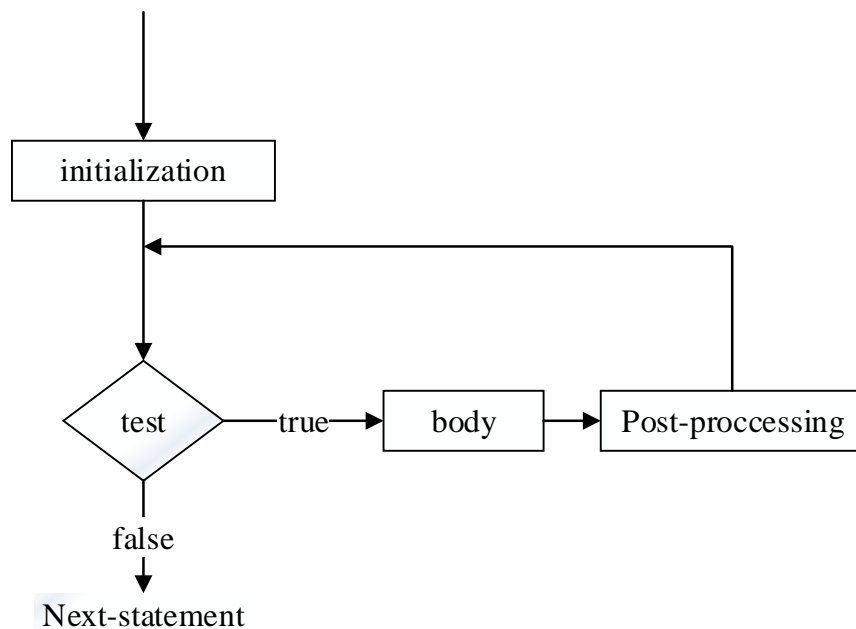 initialization
test
true
body
Post-proccessing
false
Next-statement